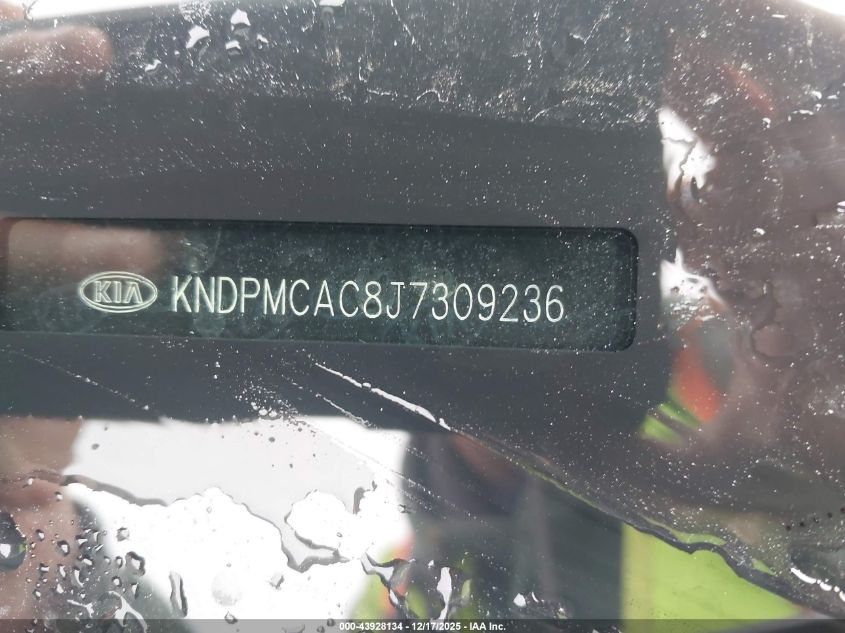 KIA KNDPMCAC8J7309236
000-43928134 - 12/17/2025 - IAA Inc.